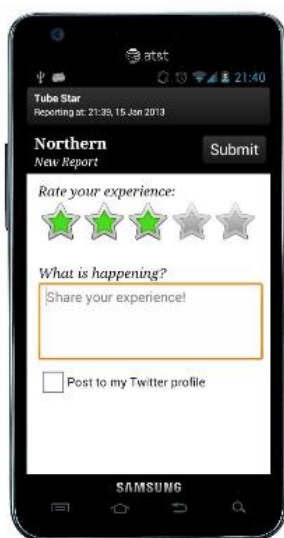 at&t
21:40
Tube Star
Reporting at: 21:39, 15 Jan 2013
Northern
New Report
Submit
Rate your experience:
What is happening?
Share your experience!
Post to my Twitter profile
SAMSUNG